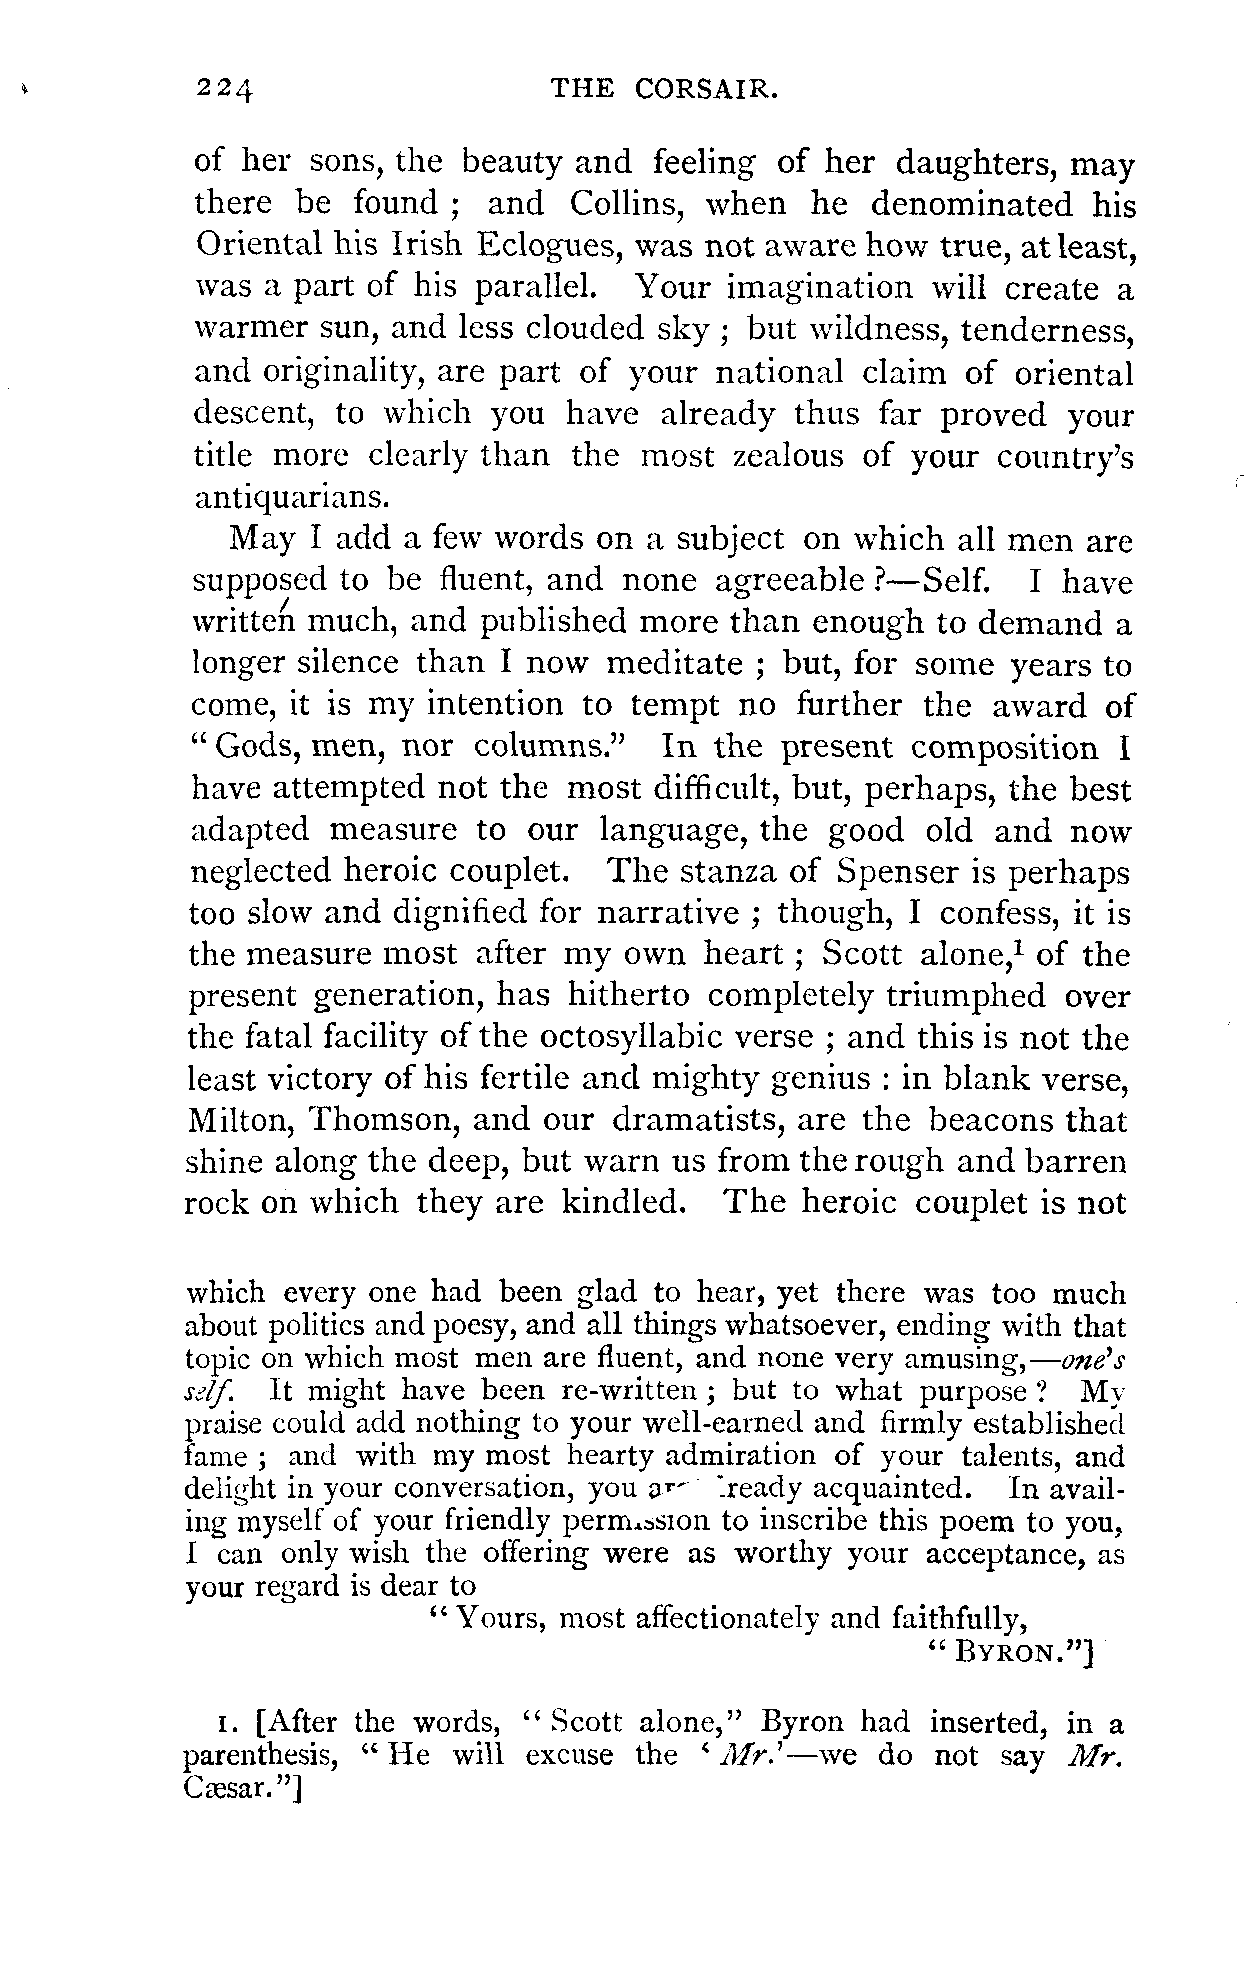 224 THE CORSAIR.
of her sons, the beauty and feeling of her daughters, may
there be found ; and Collins, when he denominated his
Oriental his Irish Eclogues, was not aware how true, at least,
was a part of his parallel. Your imagination will create a
warmer sun, and less clouded sky ; but wildness, tenderness,
and originality, are part of your national claim of oriental
descent, to which you have already thus far proved your
title more clearly than the most zealous of your country's
antiquarians.
May I add a few words on a subject on which all men are
supposed to be fluent, and none agreeable ?—Self. I have
written much, and published more than enough to demand a
longer silence than I now meditate ; but, for some years to
come, it is my intention to tempt no further the award of
“ Gods, men, nor columns.” In the present composition I
have attempted not the most difficult, but, perhaps, the best
adapted measure to our language, the good old and now
neglected heroic couplet. The stanza of Spenser is perhaps
too slow and dignified for narrative ; though, I confess, it is
the measure most after my own heart ; Scott alone,¹ of the
present generation, has hitherto completely triumphed over
the fatal facility of the octosyllabic verse ; and this is not the
least victory of his fertile and mighty genius : in blank verse,
Milton, Thomson, and our dramatists, are the beacons that
shine along the deep, but warn us from the rough and barren
rock on which they are kindled. The heroic couplet is not
which every one had been glad to hear, yet there was too much
about politics and poesy, and all things whatsoever, ending with that
topic on which most men are fluent, and none very amusing,—one's
self. It might have been re-written ; but to what purpose ? My
praise could add nothing to your well-earned and firmly established
fame ; and with my most hearty admiration of your talents, and
delight in your conversation, you are already acquainted. In avail-
ing myself of your friendly permission to inscribe this poem to you,
I can only wish the offering were as worthy your acceptance, as
your regard is dear to
“ Yours, most affectionately and faithfully,
“ BYRON.”]
1. [After the words, “ Scott alone,” Byron had inserted, in a
parenthesis, “ He will excuse the ‘ Mr.’—we do not say Mr.
Cæsar.”]